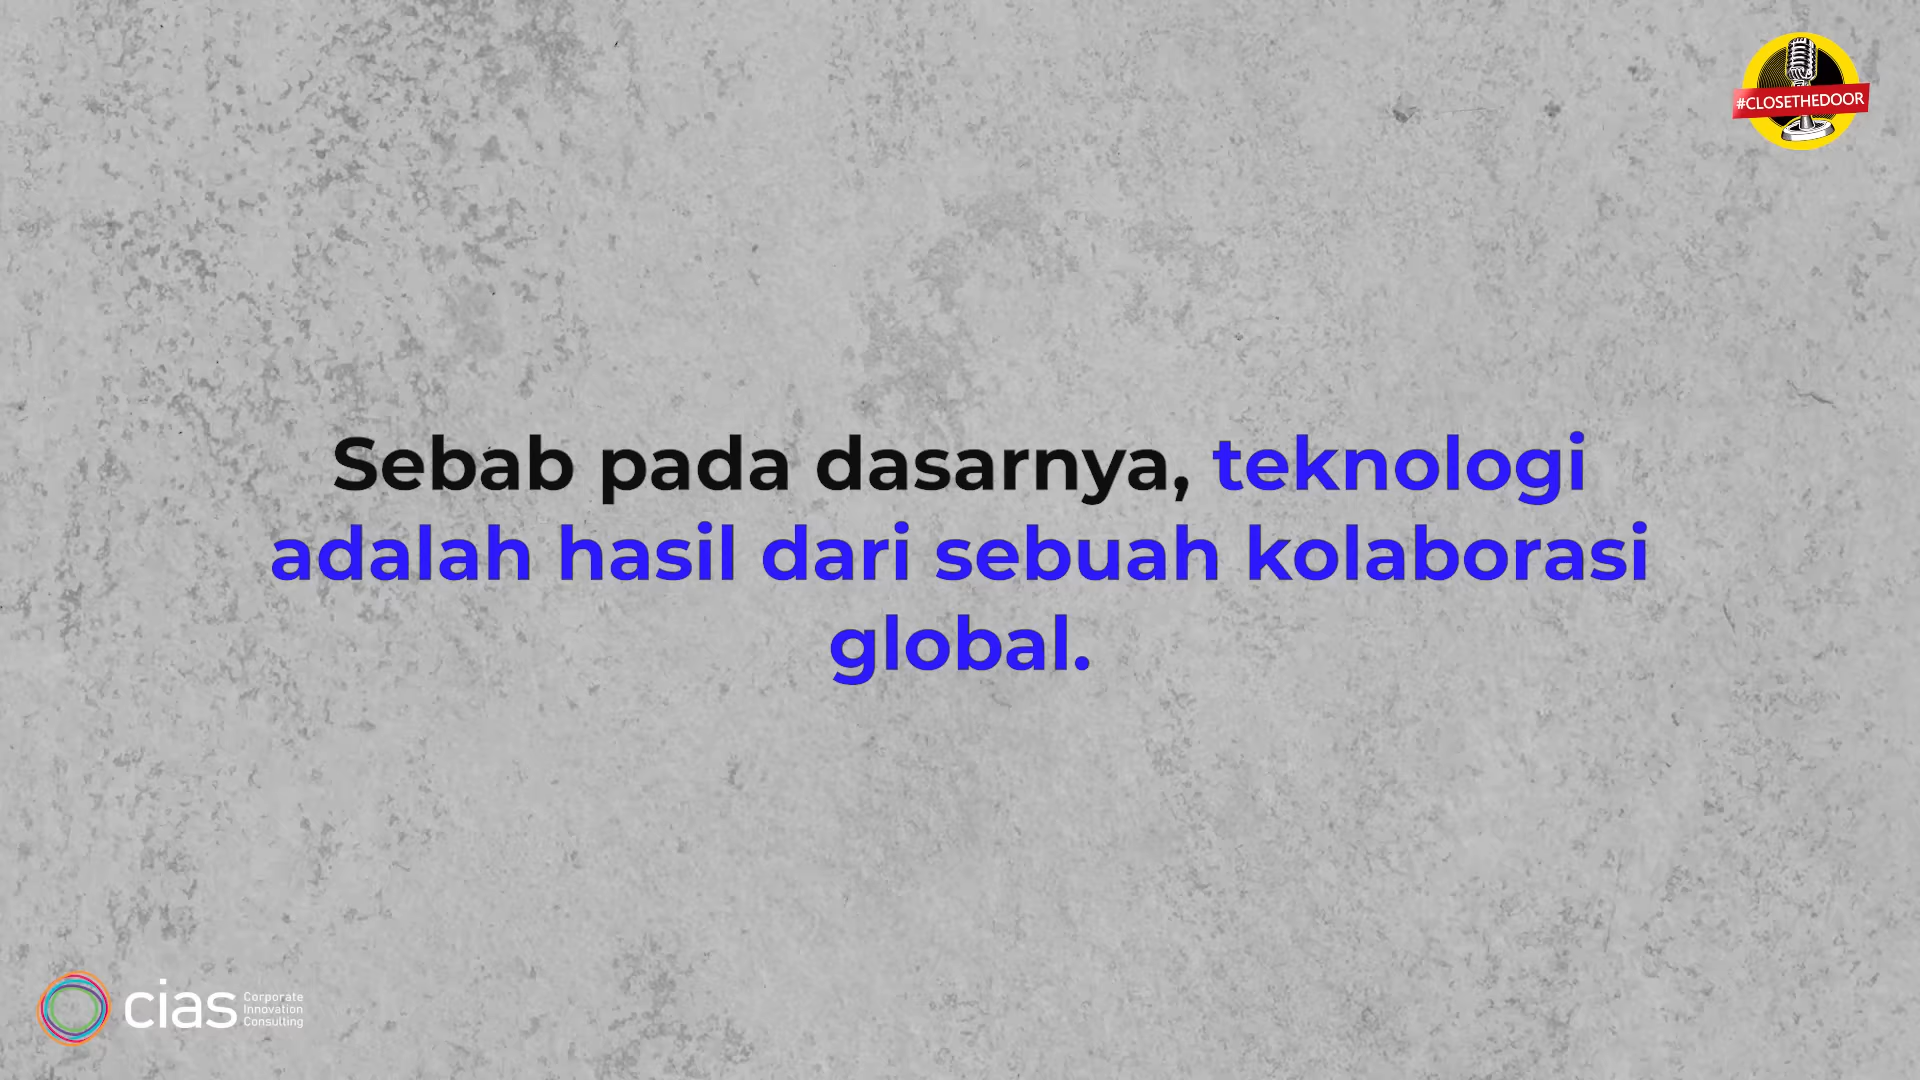 #CLOSETHEDOOR
Sebab pada dasarnya, teknologi
adalah hasil dari sebuah kolaborasi
global.
cias
Corporate
Innovation
Consulting